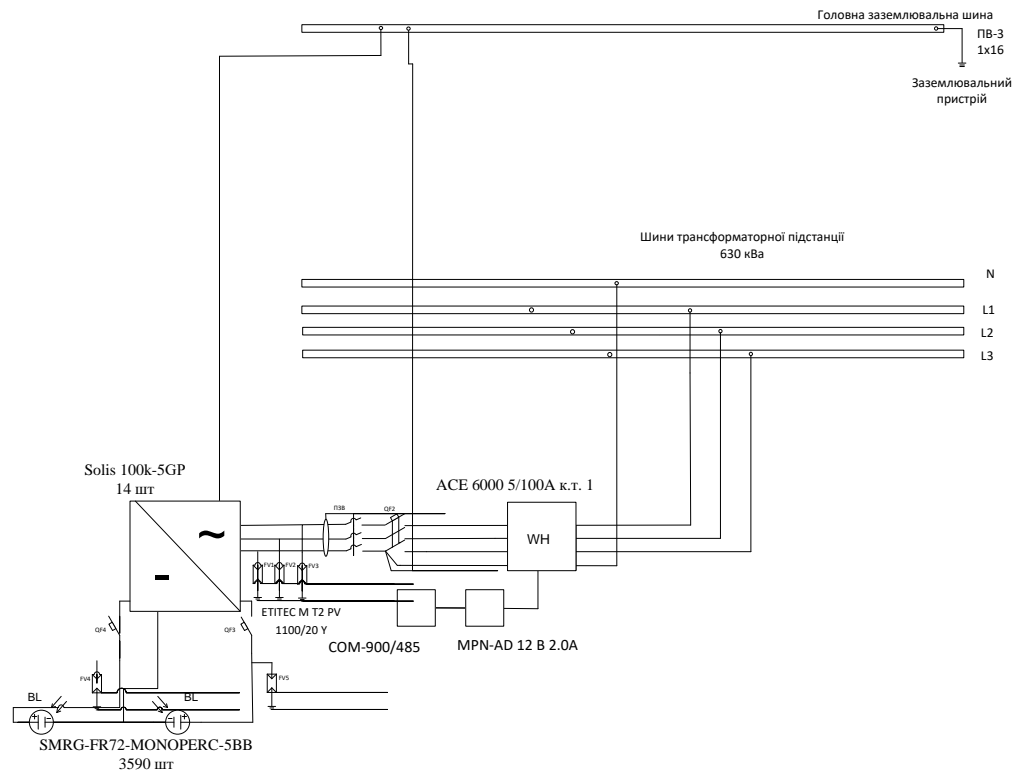 Головна заземлювальна шина
ПВ-3
1х16
Заземлювальний
пристрій
Шини трансформаторної підстанції
630 кВа
N
L1
L2
L3
Solis 100k-5GP
14 шт
ACE 6000 5/100A к.т. 1
ПЗВ
QF2
WH
~
-
FV1
FV2
FV3
ETITEC M T2 PV
1100/20 Y
COM-900/485
MPN-AD 12 В 2.0A
QF4
QF3
FV4
FV5
BL
BL
SMRG-FR72-MONOPERC-5BB
3590 шт